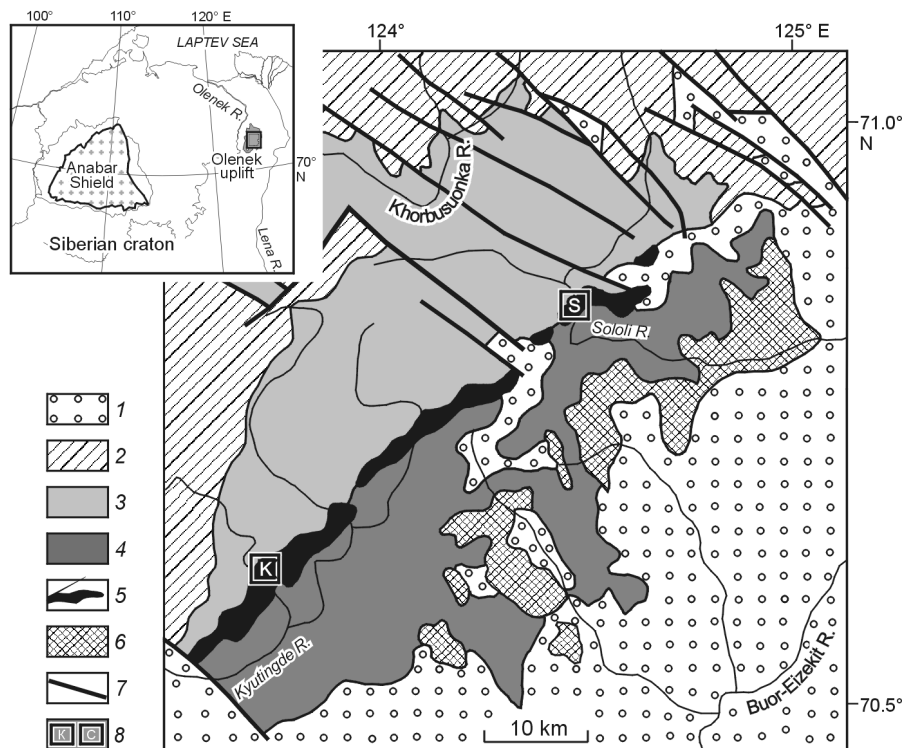 100°
110°
120° E
LAPTEV SEA
Olenek R.
Olenek
uplift
70°
N
Anabar
Shield
Siberian craton
Lena R.
124°
125° E
71.0°
N
Khorbusuonka R.
S
Sololi R.
K
Kyutingde R.
Buor-Eizekit R.
70.5°
10 km
1
2
3
4
5
6
7
K C 8